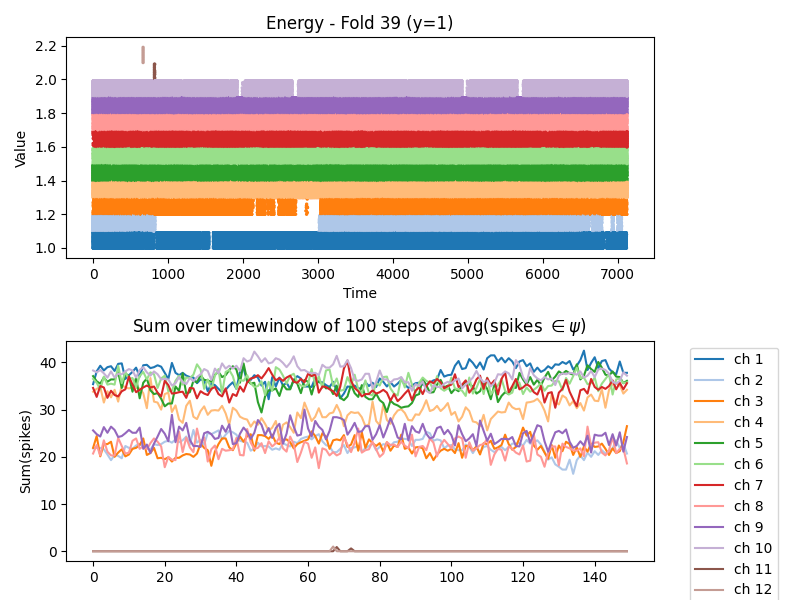 Energy - Fold 39 (y=1)
2.2
2.0
1.8
1.6
1.4
1.2
1.0
Value
0 1000 2000 3000 4000 5000 6000 7000
Time
Sum over timewindow of 100 steps of avg(spikes ∈ ψ)
40
30
20
10
0
Sum(spikes)
0 20 40 60 80 100 120 140
ch 1
ch 2
ch 3
ch 4
ch 5
ch 6
ch 7
ch 8
ch 9
ch 10
ch 11
ch 12